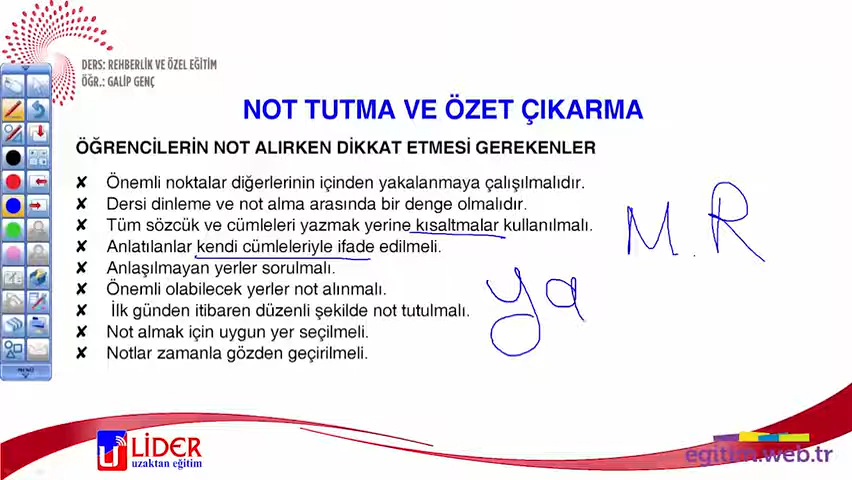 DERS: REHBERLİK VE ÖZEL EĞİTİM
ÖĞR.: GALİP GENÇ
NOT TUTMA VE ÖZET ÇIKARMA
ÖĞRENCİLERİN NOT ALIRKEN DİKKAT ETMESİ GEREKENLER
✘ Önemli noktalar diğerlerinin içinden yakalanmaya çalışılmalıdır.
✘ Dersi dinleme ve not alma arasında bir denge olmalıdır.
✘ Tüm sözcük ve cümleleri yazmak yerine kısaltmalar kullanılmalı.
✘ Anlatılanlar kendi cümleleriyle ifade edilmeli.
✘ Anlaşılmayan yerler sorulmalı.
✘ Önemli olabilecek yerler not alınmalı.
✘ İlk günden itibaren düzenli şekilde not tutulmalı.
✘ Not almak için uygun yer seçilmeli.
✘ Notlar zamanla gözden geçirilmeli.
M.R
ya
MENÜ
LİDER
uzaktan eğitim
egitim.web.tr